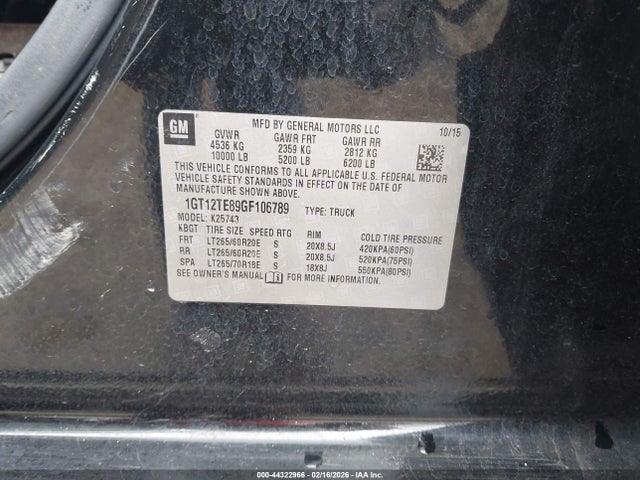 GM
MFD BY GENERAL MOTORS LLC 10/15
GVWR GAWR FRT GAWR RR
4536 KG 2359 KG 2812 KG
10000 LB 5200 LB 6200 LB
THIS VEHICLE CONFORMS TO ALL APPLICABLE U.S. FEDERAL MOTOR
VEHICLE SAFETY STANDARDS IN EFFECT ON THE DATE OF
MANUFACTURE SHOWN ABOVE.
1GT12TE89GF106789 TYPE: TRUCK
MODEL: K25743
KBGT TIRE SIZE SPEED RTG RIM COLD TIRE PRESSURE
FRT LT265/60R20E S 20X8.5J 420KPA(60PSI)
RR LT265/60R20E S 20X8.5J 520KPA(75PSI)
SPA LT265/70R18E S 18X8J 550KPA(80PSI)
SEE OWNER'S MANUAL FOR MORE INFORMATION.
000-44322966 - 02/16/2026 - © IAA Inc.